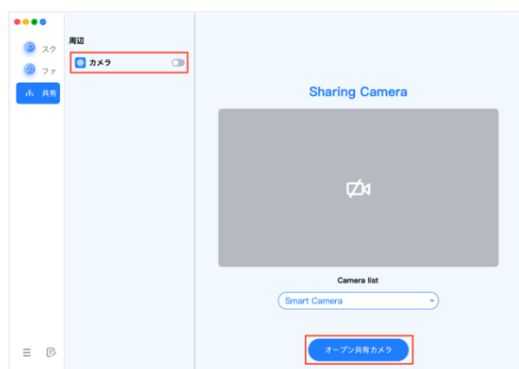 スク
ファ
共有
周辺
カメラ
Sharing Camera
Camera list
Smart Camera
オープン共有カメラ